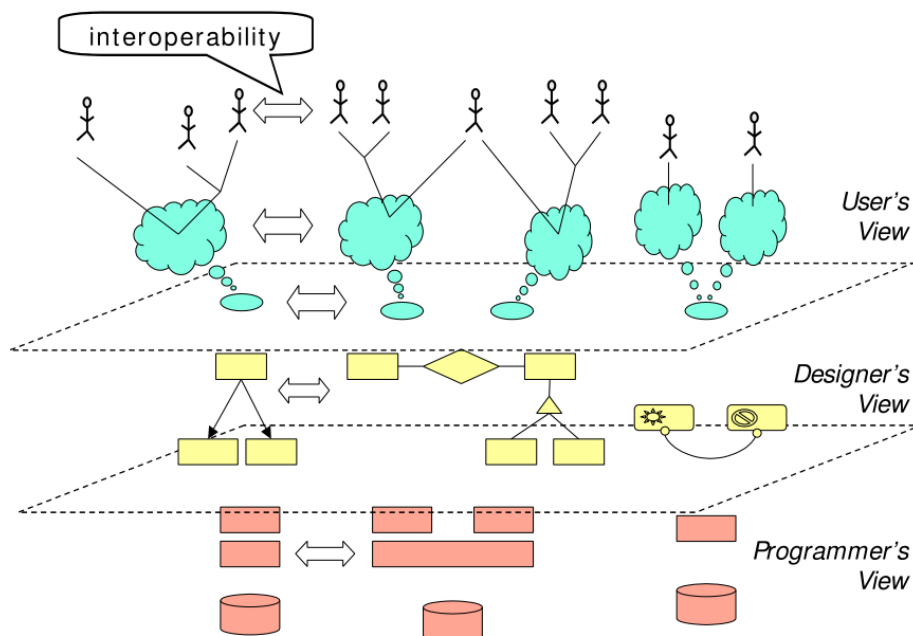 interoperability
User's
View
Designer's
View
Programmer's
View